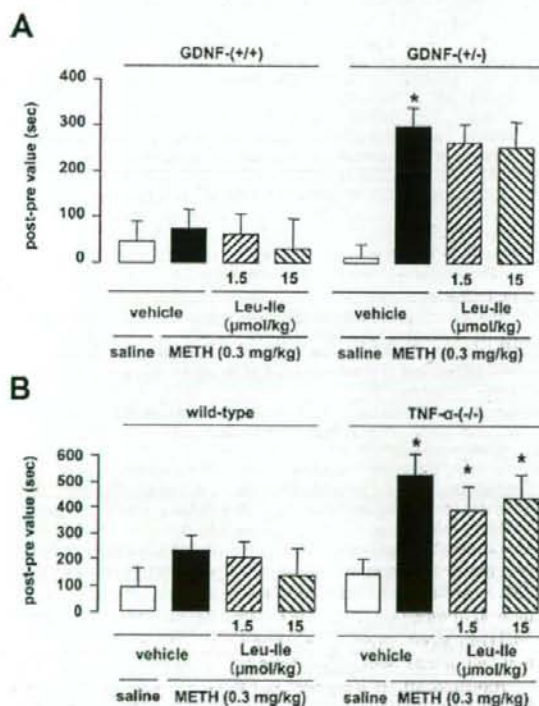 A
GDNF-(+/+) GDNF-(+/-)
post-pre value (sec)
400
300
200
100
0
*
1.5 15 1.5 15
vehicle Leu-Ile (μmol/kg) vehicle Leu-Ile (μmol/kg)
saline METH (0.3 mg/kg) saline METH (0.3 mg/kg)
B
wild-type TNF-α-(-/-)
post-pre value (sec)
600
500
400
300
200
100
0
* * *
1.5 15 1.5 15
vehicle Leu-Ile (μmol/kg) vehicle Leu-Ile (μmol/kg)
saline METH (0.3 mg/kg) saline METH (0.3 mg/kg)